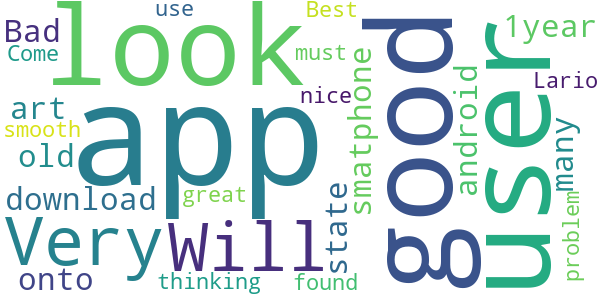 use
Best
Bad
Come
look
must
good
user
1year
nice
smatphone
android
Lario
art
smooth
app
old
many
download
great
state
Very
Will
problem
onto
thinking
found